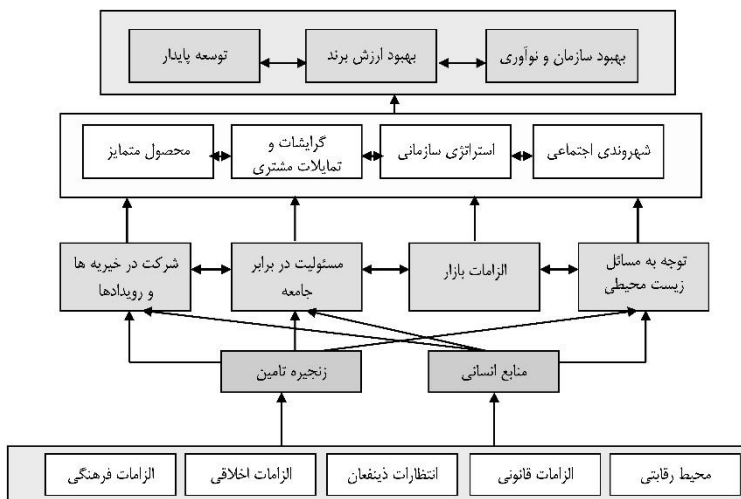 بهبود سازمان و نوآوری
بهبود ارزش برند
توسعه پایدار
شهروندی اجتماعی
استراتژی سازمانی
گرایشات و
تمایلات مشتری
محصول متمایز
توجه به مسائل
زیست محیطی
الزامات بازار
مسئولیت در برابر
جامعه
شرکت در خیریه ها
و رویدادها
منابع انسانی
زنجیره تامین
محیط رقابتی
الزامات قانونی
انتظارات ذینفعان
الزامات اخلاقی
الزامات فرهنگی